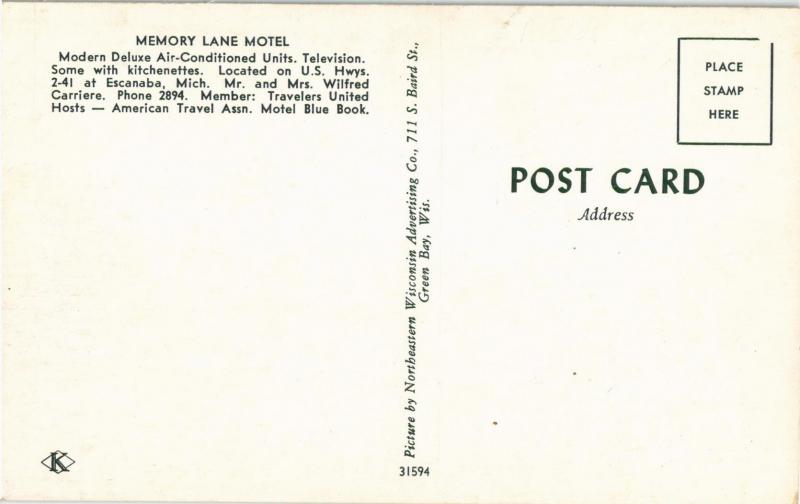 MEMORY LANE MOTEL
Modern Deluxe Air-Conditioned Units. Television.
Some with kitchenettes. Located on U.S. Hwys.
2-41 at Escanaba, Mich. Mr. and Mrs. Wilfred
Carriere. Phone 2894. Member: Travelers United
Hosts — American Travel Assn. Motel Blue Book.
Picture by Northeastern Wisconsin Advertising Co., 711 S. Baird St.,
Green Bay, Wis.
PLACE
STAMP
HERE
POST CARD
Address
K
31594